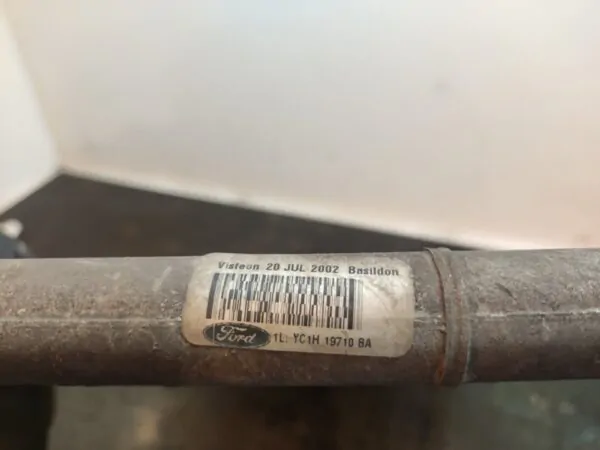 Visteon 20 JUL 2002 Basildon
Ford 1L: YC1H 19710 BA